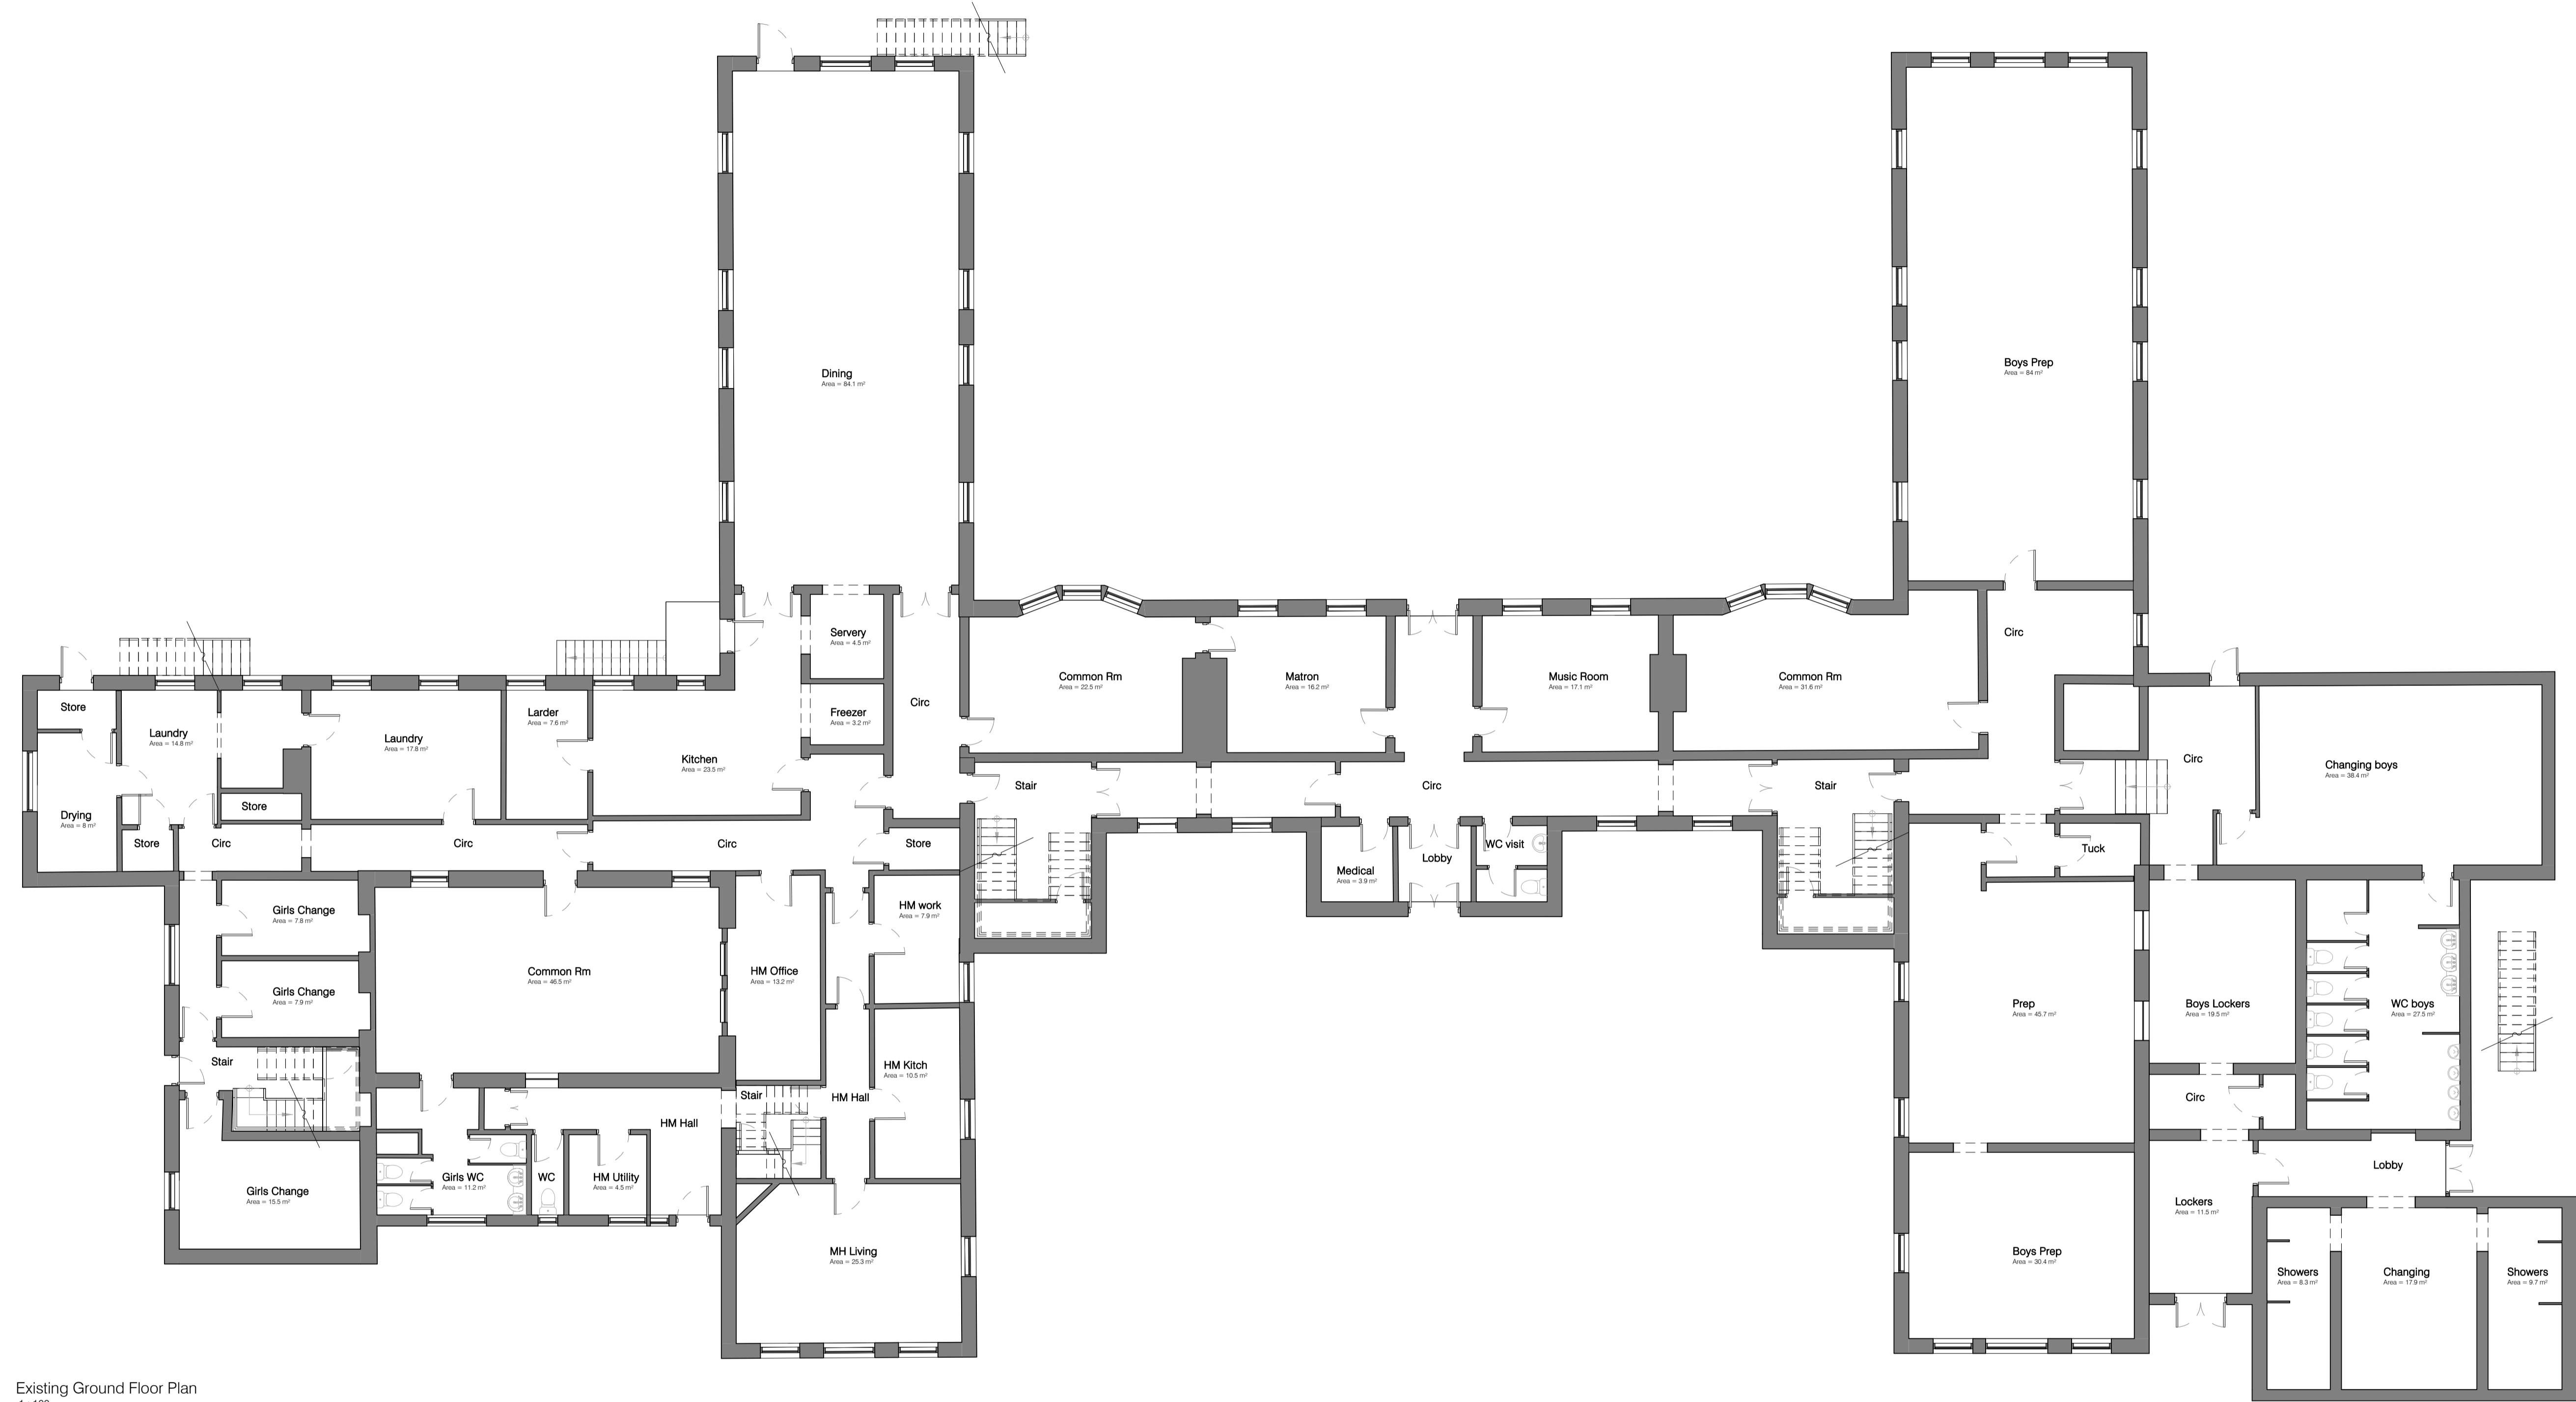 Dining
Area = 84.1 m²
Boys Prep
Area = 84 m²
Servery
Area = 4.5 m²
Circ
Common Rm
Area = 22.5 m²
Matron
Area = 16.2 m²
Music Room
Area = 17.1 m²
Common Rm
Area = 31.6 m²
Store
Laundry
Area = 14.8 m²
Laundry
Area = 17.8 m²
Larder
Area = 7.6 m²
Freezer
Area = 3.2 m²
Circ
Kitchen
Area = 23.5 m²
Circ
Changing boys
Area = 38.4 m²
Stair
Circ
Stair
Drying
Area = 8 m²
Store
Store
Circ
Circ
Circ
Store
WC visit
Lobby
Medical
Area = 3.9 m²
Tuck
Girls Change
Area = 7.8 m²
HM work
Area = 7.9 m²
Common Rm
Area = 46.5 m²
HM Office
Area = 13.2 m²
Girls Change
Area = 7.9 m²
Prep
Area = 45.7 m²
Boys Lockers
Area = 19.5 m²
WC boys
Area = 27.5 m²
Stair
HM Kitch
Area = 10.5 m²
Stair
HM Hall
HM Hall
Circ
Girls WC
Area = 11.2 m²
WC
HM Utility
Area = 4.5 m²
Girls Change
Area = 15.5 m²
Lobby
Lockers
Area = 11.5 m²
MH Living
Area = 25.3 m²
Boys Prep
Area = 30.4 m²
Showers
Area = 8.3 m²
Changing
Area = 17.9 m²
Showers
Area = 9.7 m²
Existing Ground Floor Plan